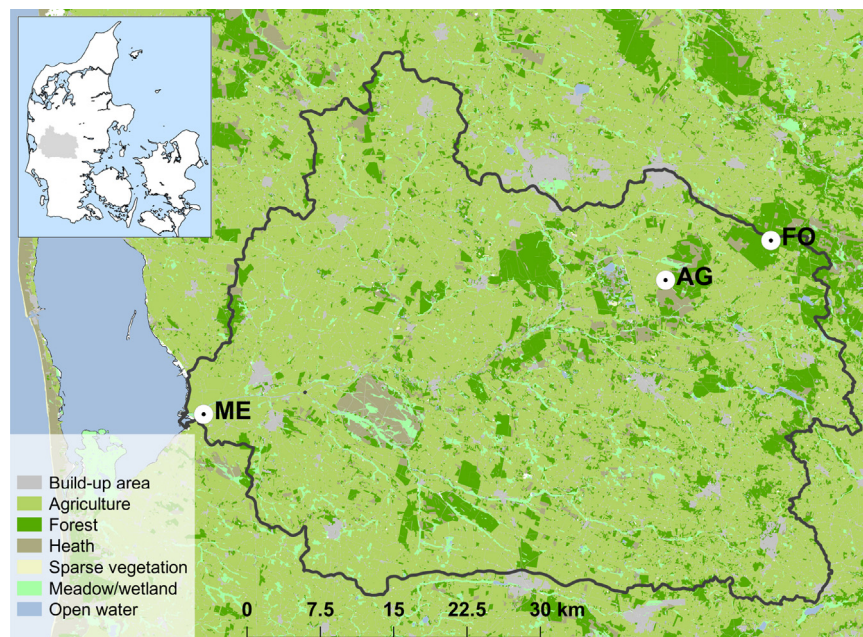 FO
AG
ME
Build-up area
Agriculture
Forest
Heath
Sparse vegetation
Meadow/wetland
Open water
0 7.5 15 22.5 30 km